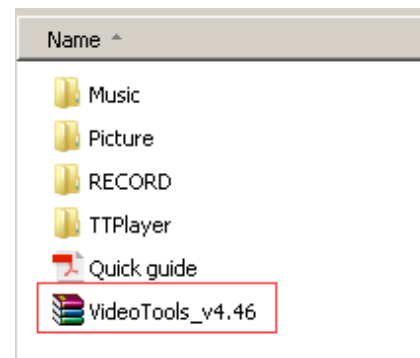 Name
Music
Picture
RECORD
TTPlayer
Quick guide
VideoTools_v4.46